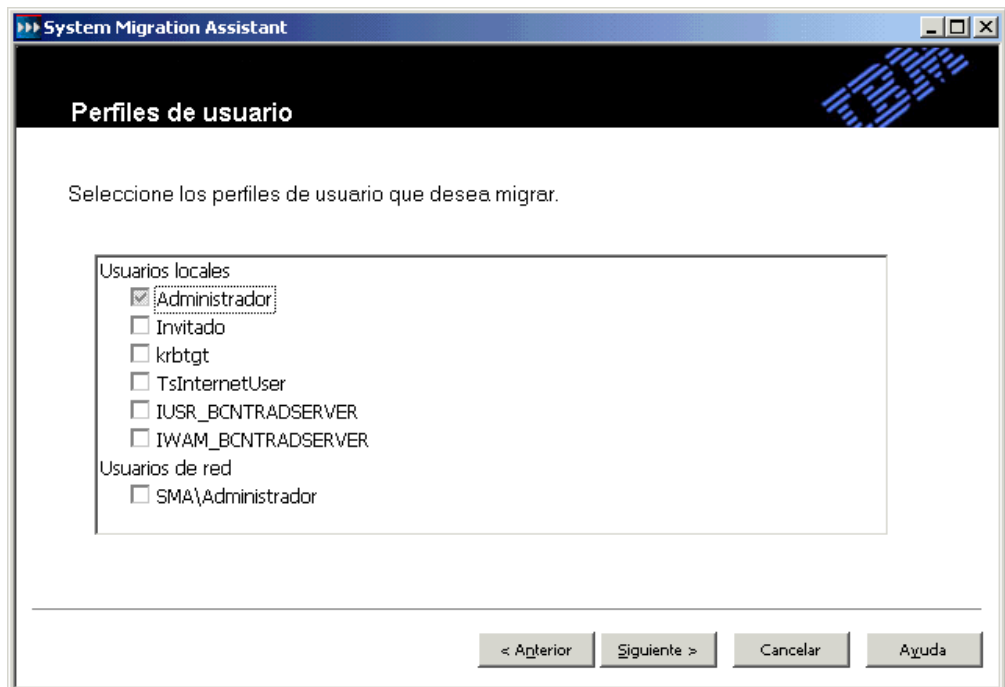 System Migration Assistant
IBM
Perfiles de usuario
Seleccione los perfiles de usuario que desea migrar.
Usuarios locales
Administrador
Invitado
krbtgt
TsInternetUser
IUSR_BCNTRADSERVER
IWAM_BCNTRADSERVER
Usuarios de red
SMA\Administrador
< Anterior
Siguiente >
Cancelar
Ayuda